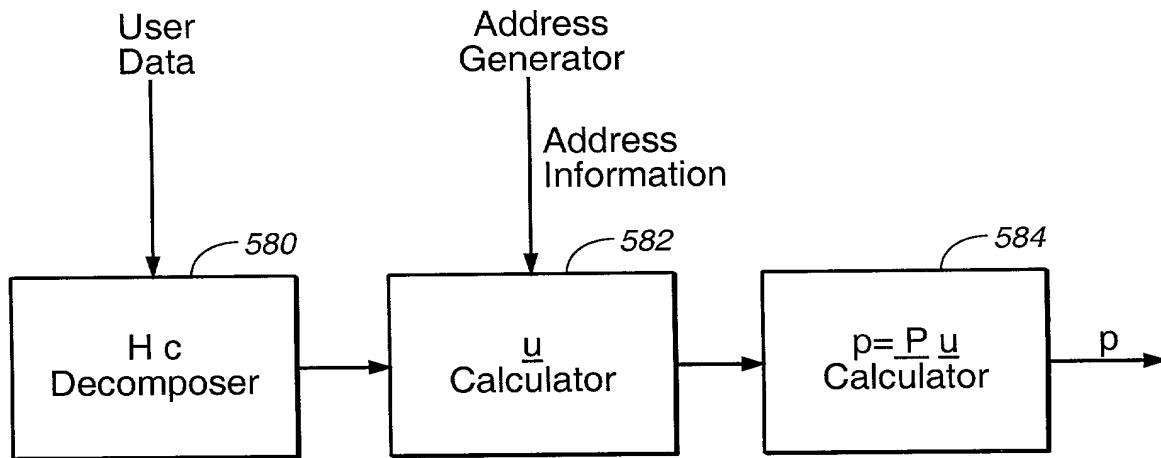 User
Data
Address
Generator
Address
Information
580
582
584
H c
Decomposer
u
Calculator
p= P u
Calculator
p